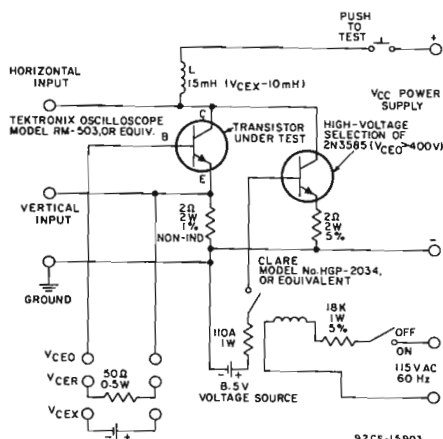 PUSH
TO
TEST
+
L
15mH (VCEX-10mH)
HORIZONTAL
INPUT
VCC POWER
SUPPLY
TEKTRONIX OSCILLOSCOPE
MODEL RM-503, OR EQUIV.
C
B
E
TRANSISTOR
UNDER TEST
HIGH-VOLTAGE
SELECTION OF
2N3585 (VCEO>400V)
VERTICAL
INPUT
2Ω
2W
1%
NON-IND
2Ω
2W
5%
-
GROUND
CLARE
MODEL No. HGP-2034,
OR EQUIVALENT
110A
1W
18K
1W
5%
OFF
ON
115VAC
60 Hz
VCEO
VCER
50Ω
0.5W
VCEX
- +
- +
8.5V
VOLTAGE SOURCE
92CS-15903